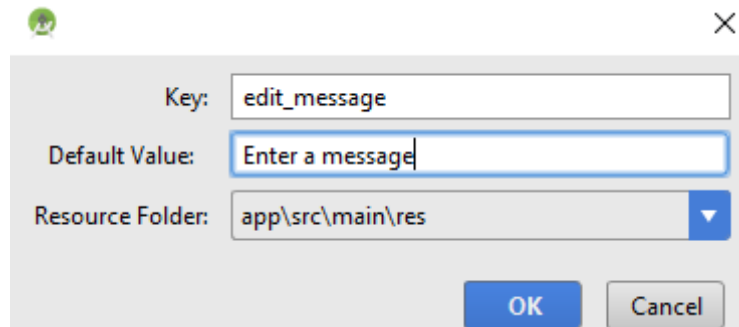 Key: edit_message
Default Value: Enter a message
Resource Folder: app\src\main\res
OK Cancel